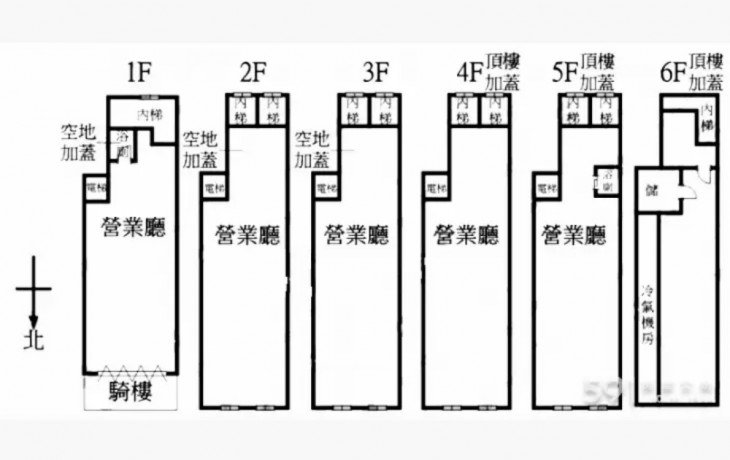 1F
內梯
空地
加蓋
浴廁
電梯
營業廳
騎樓
北
2F
內梯
內梯
空地
加蓋
電梯
營業廳
3F
內梯
內梯
空地
加蓋
電梯
營業廳
4F
頂樓
加蓋
內梯
內梯
電梯
營業廳
5F
頂樓
加蓋
內梯
內梯
電梯
浴廁
營業廳
6F
頂樓
加蓋
內梯
儲
冷氣機房
591